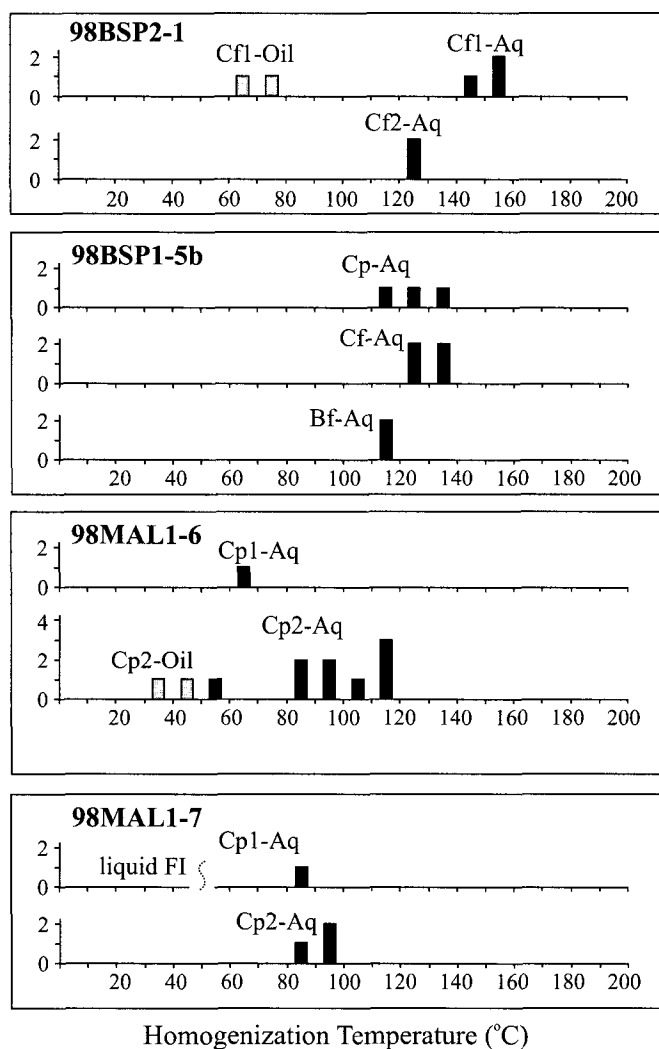 98BSP2-1
Cf1-Oil Cf1-Aq
2
0
Cf2-Aq
2
0
20 40 60 80 100 120 140 160 180 200
98BSP1-5b
Cp-Aq
2
0
Cf-Aq
2
0
Bf-Aq
2
0
20 40 60 80 100 120 140 160 180 200
98MAL1-6
Cp1-Aq
2
0
4
Cp2-Aq
2
Cp2-Oil
0
20 40 60 80 100 120 140 160 180 200
98MAL1-7
Cp1-Aq
2
liquid FI
0
Cp2-Aq
2
0
20 40 60 80 100 120 140 160 180 200
Homogenization Temperature (°C)